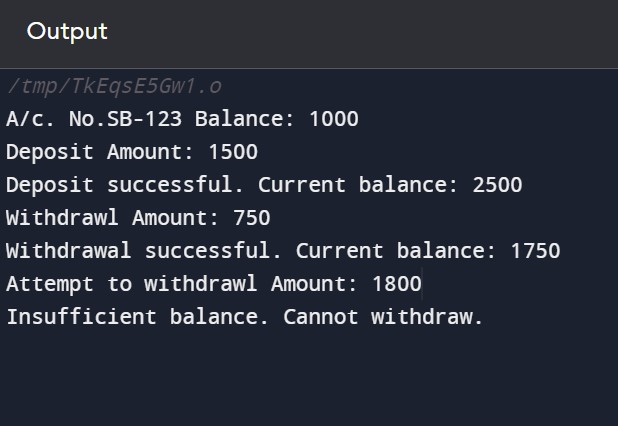 Output
/tmp/TkEqsE5Gw1.o
A/c. No.SB-123 Balance: 1000
Deposit Amount: 1500
Deposit successful. Current balance: 2500
Withdrawl Amount: 750
Withdrawal successful. Current balance: 1750
Attempt to withdrawl Amount: 1800
Insufficient balance. Cannot withdraw.